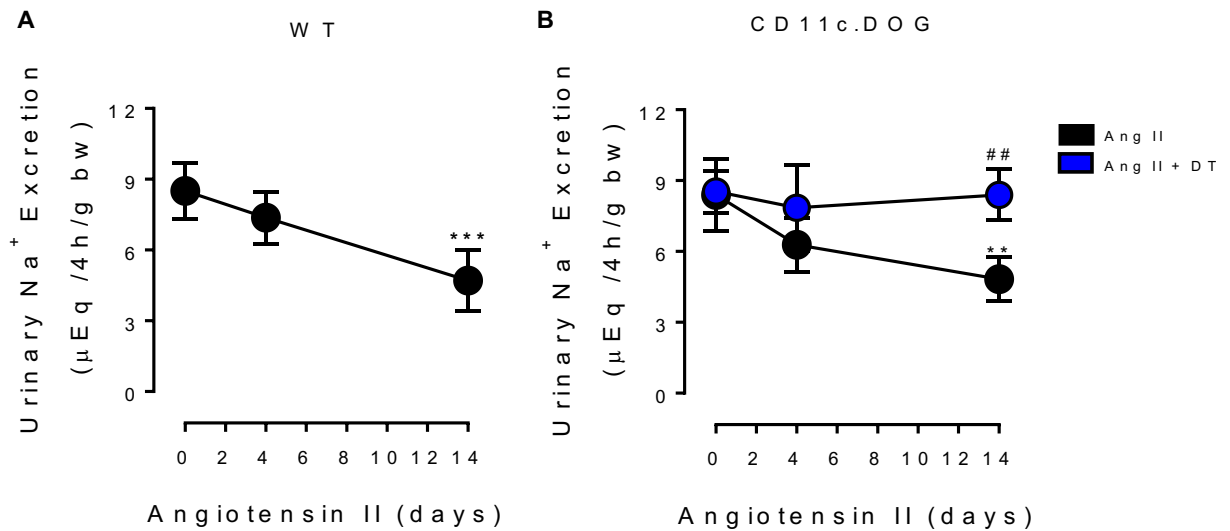 A
WT
Urinary Na+ Excretion
(μEq /4h/g bw)
12
9
6
3
0
***
0 2 4 6 8 10 12 14
Angiotensin II (days)
B
CD11c.DOG
Urinary Na+ Excretion
(μEq /4h/g bw)
12
9
6
3
0
##
**
0 2 4 6 8 10 12 14
Angiotensin II (days)
Ang II
Ang II + DT